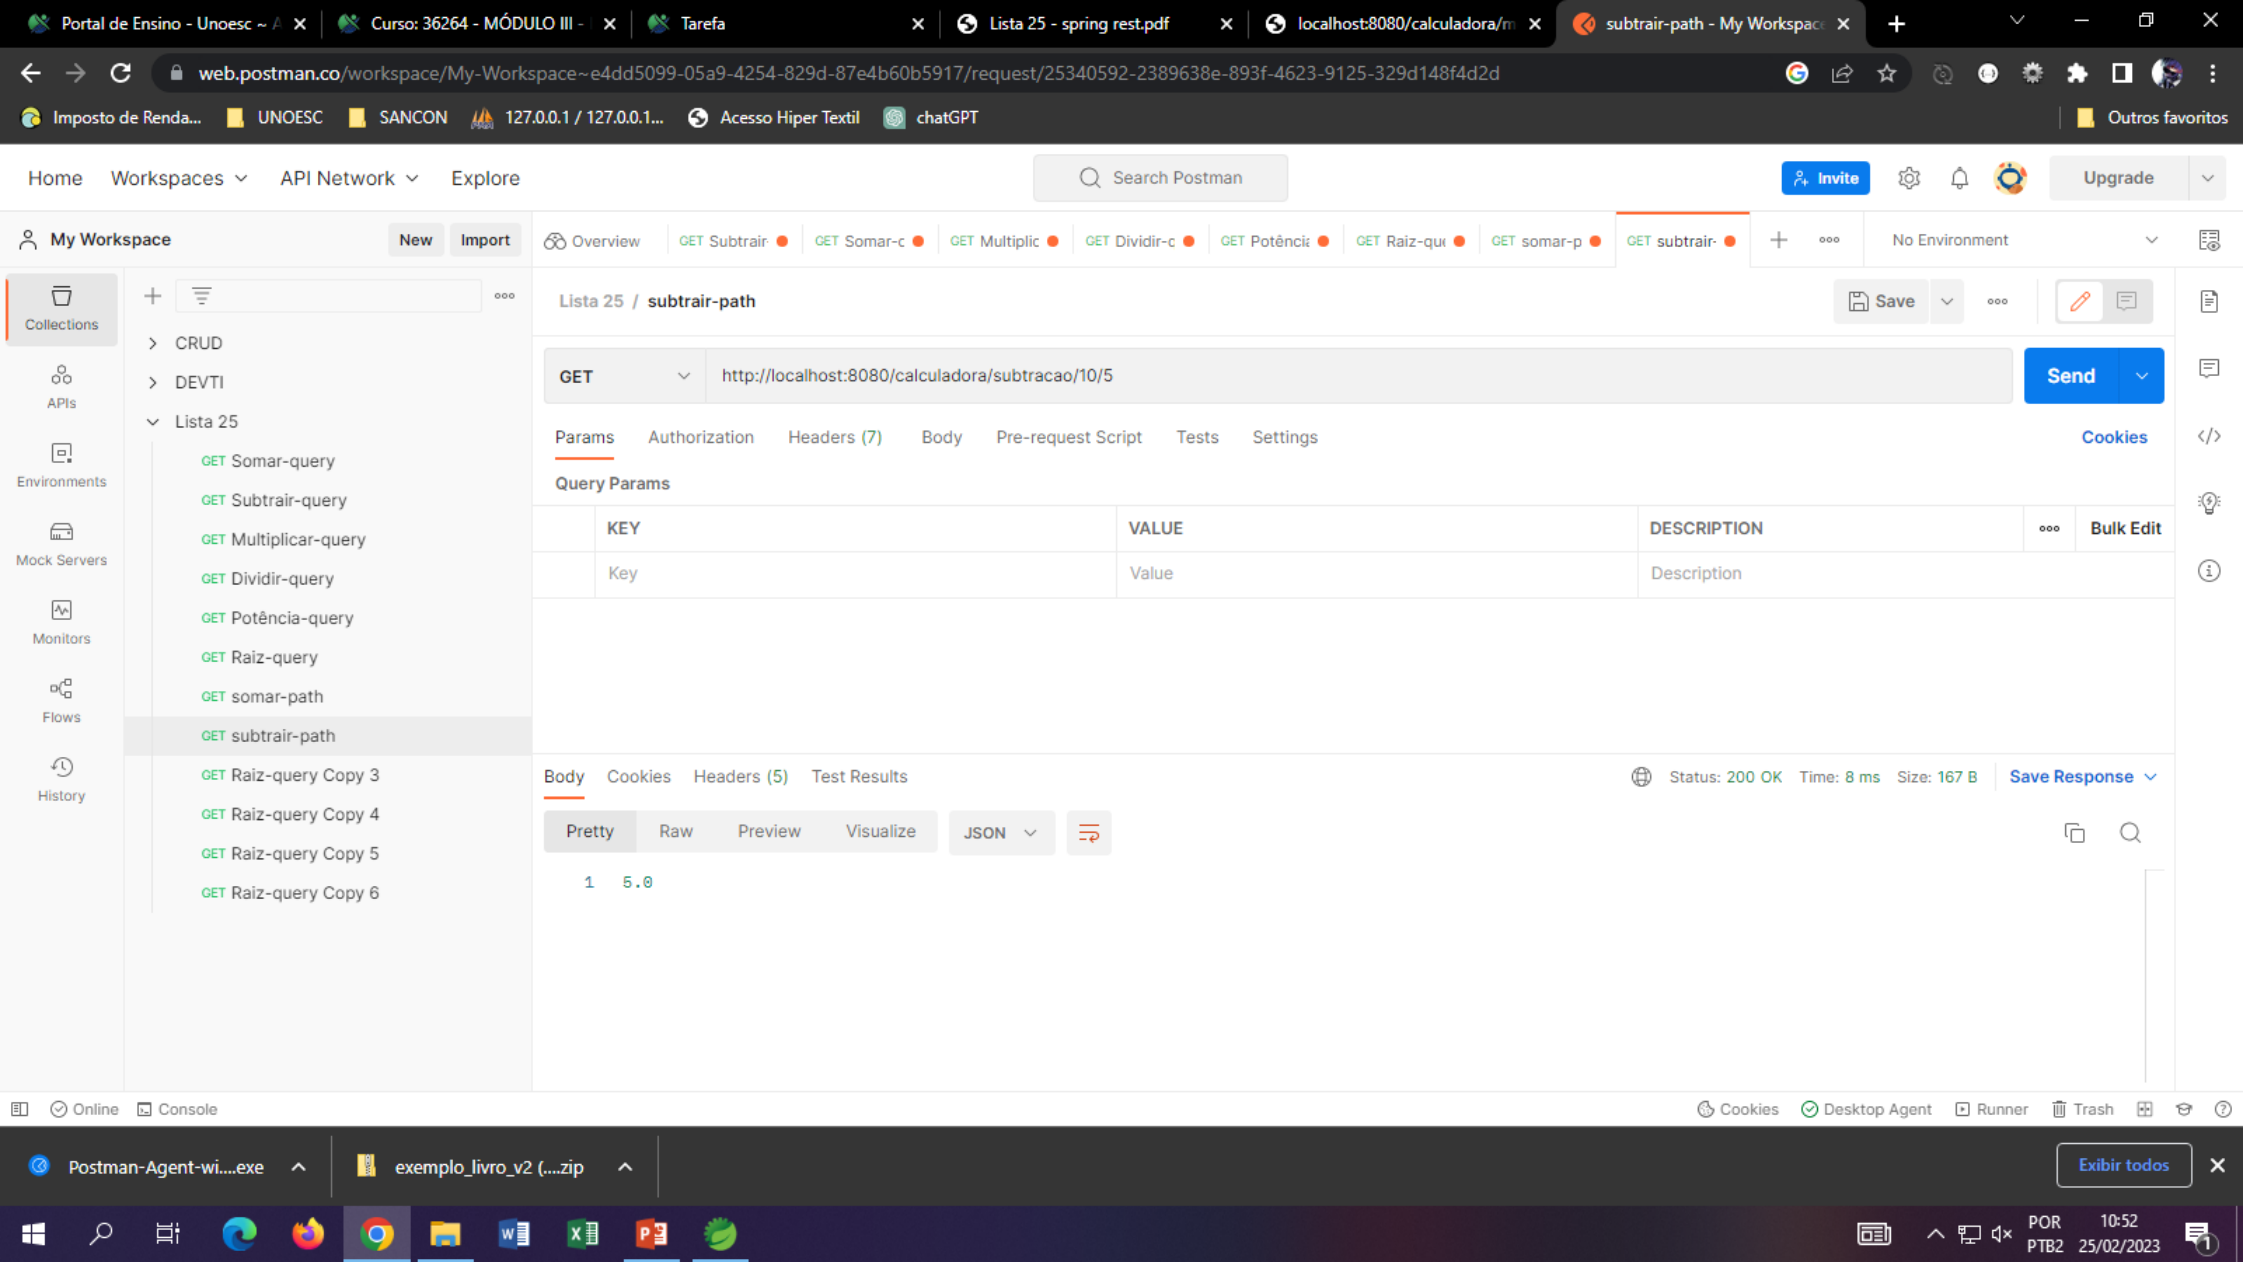 Portal de Ensino - Unoesc ~ A
Curso: 36264 - MÓDULO III -
Tarefa
Lista 25 - spring rest.pdf
localhost:8080/calculadora/m
subtrair-path - My Workspace
web.postman.co/workspace/My-Workspace~e4dd5099-05a9-4254-829d-87e4b60b5917/request/25340592-2389638e-893f-4623-9125-329d148f4d2d
Imposto de Renda...
UNOESC
SANCON
127.0.0.1 / 127.0.0.1...
Acesso Hiper Textil
chatGPT
Outros favoritos
Home
Workspaces
API Network
Explore
Search Postman
Invite
Upgrade
My Workspace
New
Import
Overview
GET Subtrair-
GET Somar-c
GET Multiplic
GET Dividir-c
GET Potência
GET Raiz-que
GET somar-p
GET subtrair-
No Environment
Collections
APIs
Environments
Mock Servers
Monitors
Flows
History
CRUD
DEVTI
Lista 25
GET Somar-query
GET Subtrair-query
GET Multiplicar-query
GET Dividir-query
GET Potência-query
GET Raiz-query
GET somar-path
GET subtrair-path
GET Raiz-query Copy 3
GET Raiz-query Copy 4
GET Raiz-query Copy 5
GET Raiz-query Copy 6
Lista 25 / subtrair-path
Save
GET
http://localhost:8080/calculadora/subtracao/10/5
Send
Params
Authorization
Headers (7)
Body
Pre-request Script
Tests
Settings
Cookies
Query Params
KEY
VALUE
DESCRIPTION
Bulk Edit
Key
Value
Description
Body
Cookies
Headers (5)
Test Results
Status: 200 OK
Time: 8 ms
Size: 167 B
Save Response
Pretty
Raw
Preview
Visualize
JSON
1 5.0
Online
Console
Cookies
Desktop Agent
Runner
Trash
Postman-Agent-wi....exe
exemplo_livro_v2 (....zip
Exibir todos
POR
PTB2
10:52
25/02/2023
1